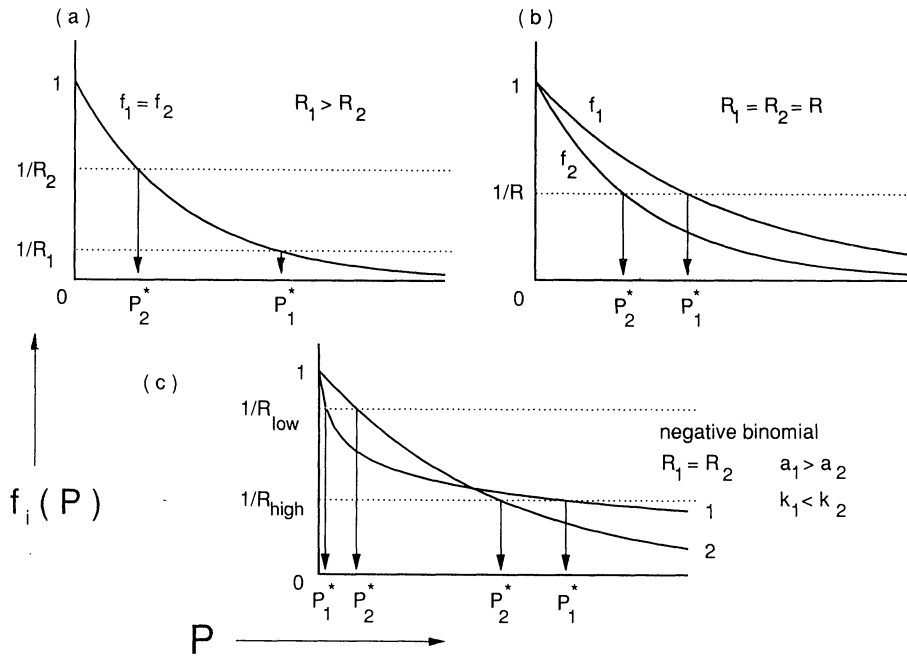 (a)
1
f₁ = f₂
R₁ > R₂
1/R₂
1/R₁
0
P₂*
P₁*
(b)
1
f₁
R₁ = R₂ = R
f₂
1/R
0
P₂*
P₁*
(c)
1
1/R_low
negative binomial
R₁ = R₂ a₁ > a₂
k₁ < k₂
1/R_high
1
2
0
P₁* P₂* P₂* P₁*
fᵢ(P)
P